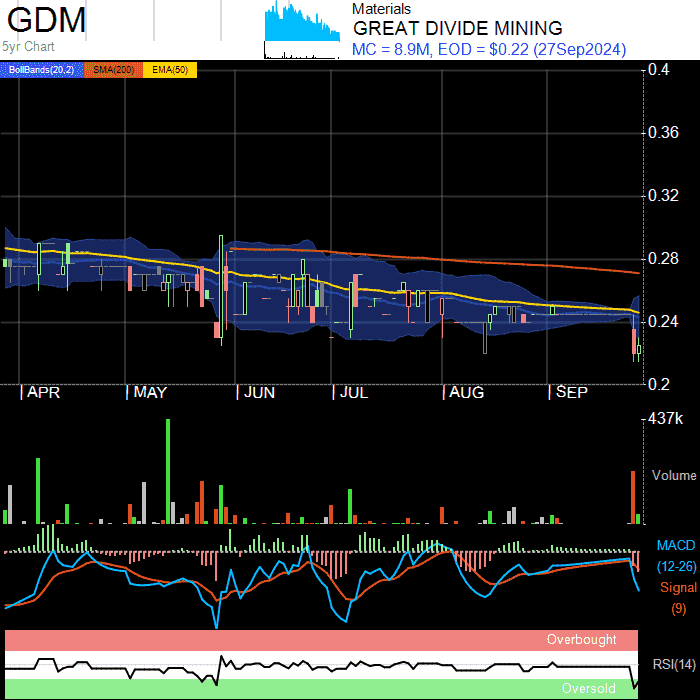 GDM
5yr Chart
Materials
GREAT DIVIDE MINING
MC = 8.9M, EOD = $0.22 (27Sep2024)
BollBands(20,2) SMA(200) EMA(50)
0.4
0.36
0.32
0.28
0.24
0.2
APR MAY JUN JUL AUG SEP
437k
Volume
MACD
(12-26)
Signal
(9)
Overbought
RSI(14)
Oversold